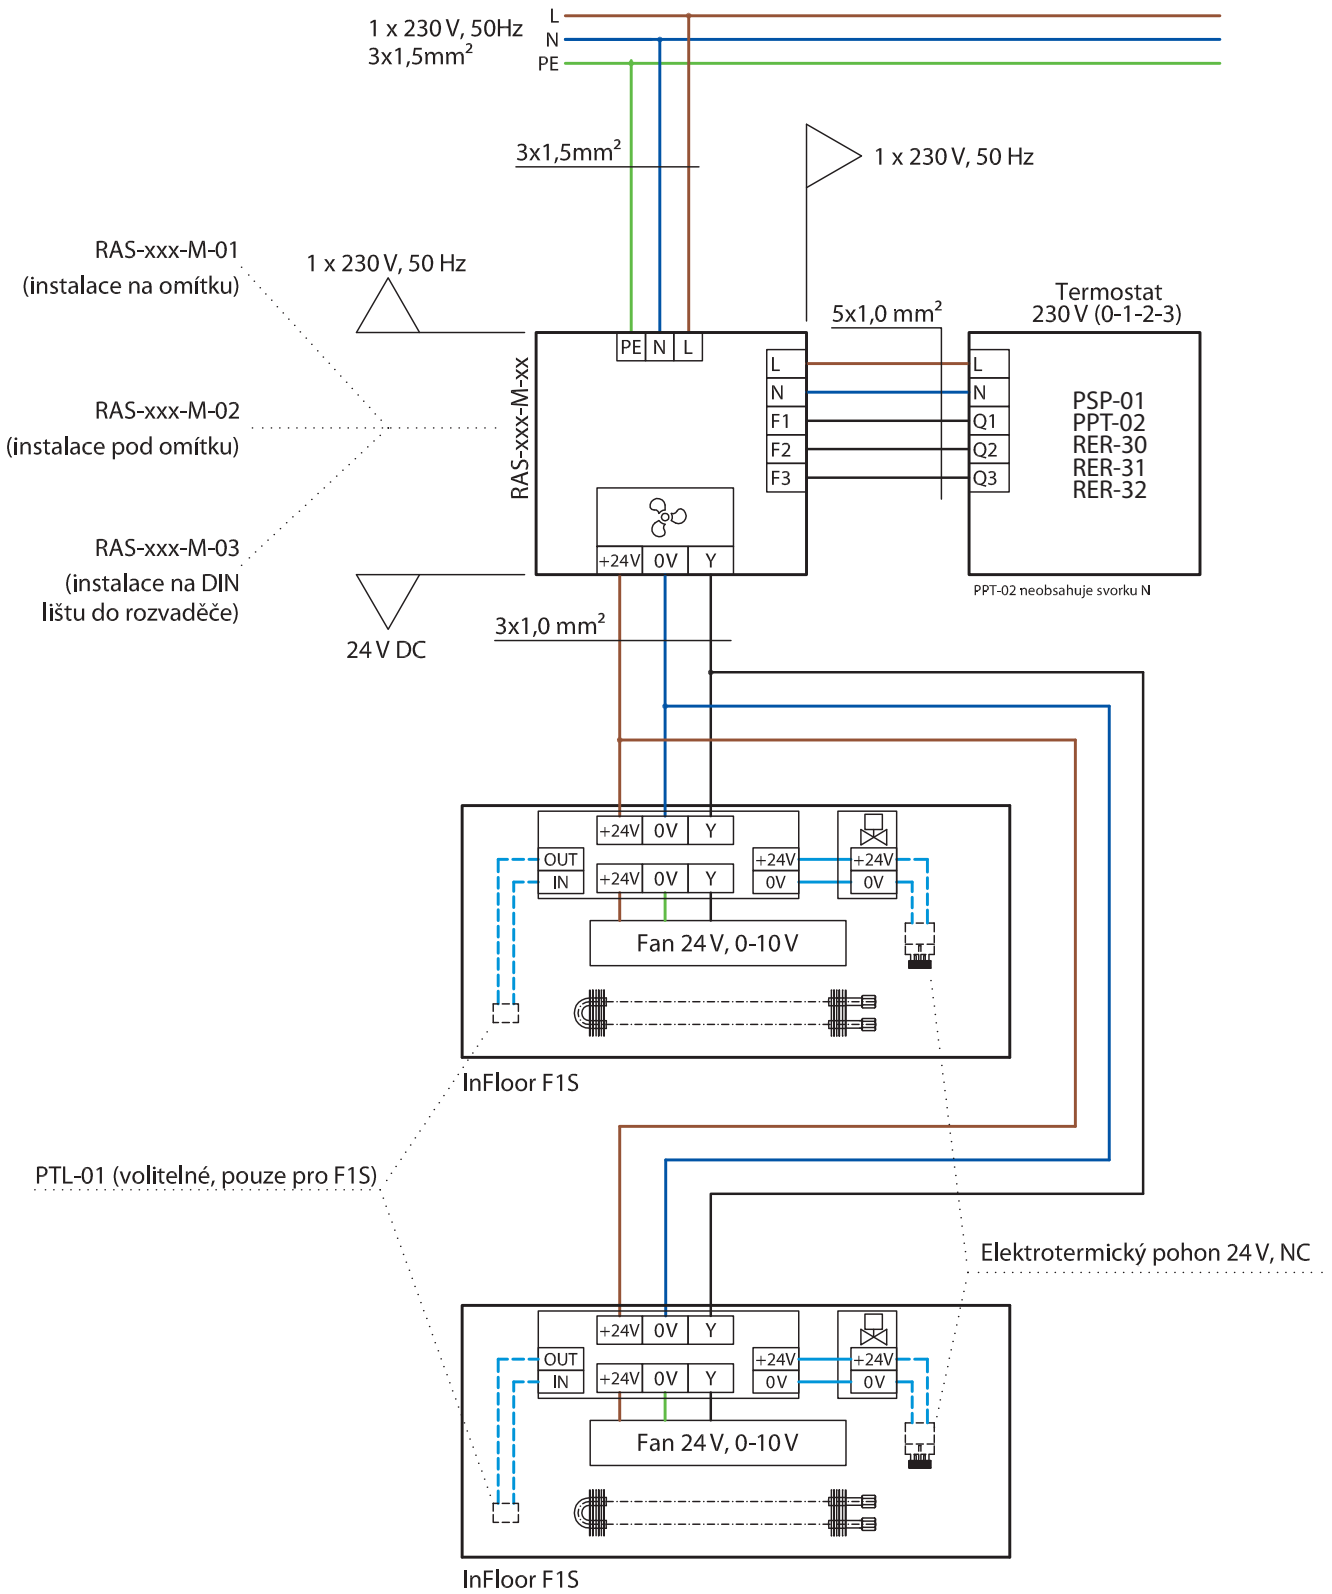 L
1 x 230 V, 50Hz
N
3x1,5mm²
PE
3x1,5mm²
1 x 230 V, 50 Hz
RAS-xxx-M-01
(instalace na omítku)
1 x 230 V, 50 Hz
Termostat
230 V (0-1-2-3)
5x1,0 mm²
PE N L
RAS-xxx-M-xx
L
N
F1
F2
F3
L
N
Q1
Q2
Q3
PSP-01
PPT-02
RER-30
RER-31
RER-32
RAS-xxx-M-02
(instalace pod omítku)
RAS-xxx-M-03
(instalace na DIN
lištu do rozvaděče)
+24V 0V Y
PPT-02 neobsahuje svorku N
24 V DC
3x1,0 mm²
+24V 0V Y
OUT
IN
+24V 0V Y
+24V
0V
+24V
0V
Fan 24 V, 0-10 V
InFloor F1S
PTL-01 (volitelné, pouze pro F1S)
Elektrotermický pohon 24 V, NC
+24V 0V Y
OUT
IN
+24V 0V Y
+24V
0V
+24V
0V
Fan 24 V, 0-10 V
InFloor F1S